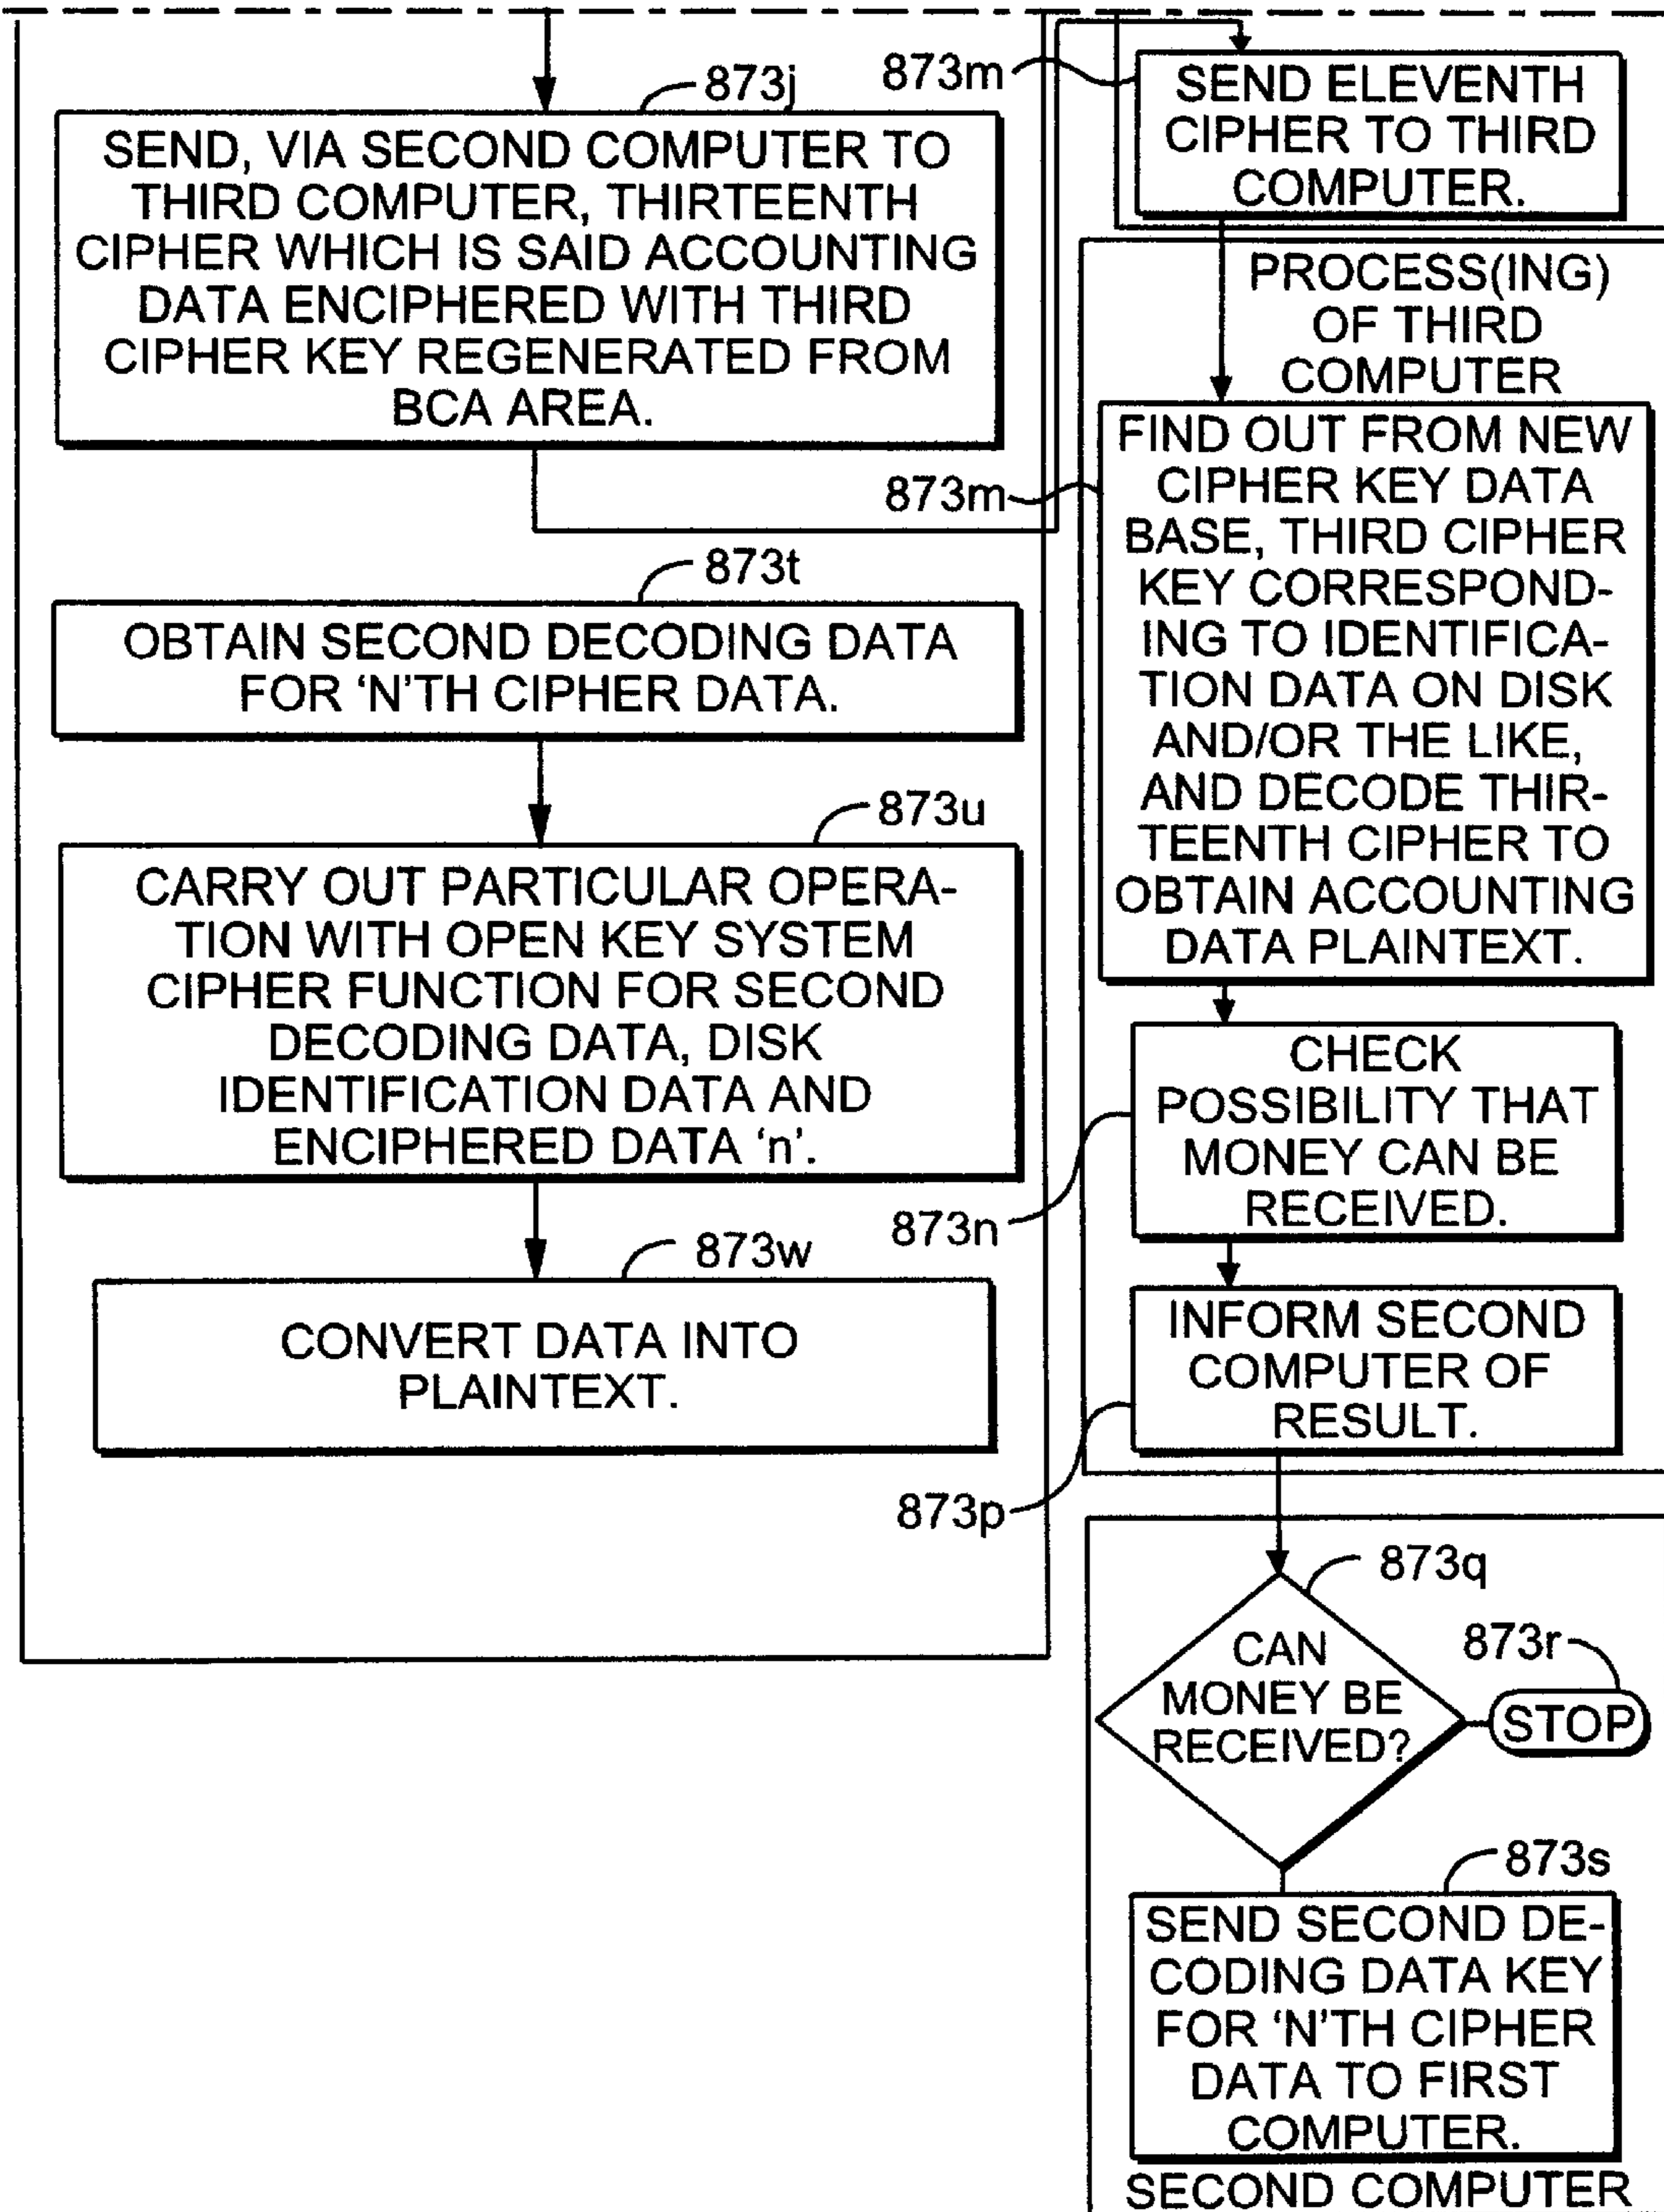 873j
SEND, VIA SECOND COMPUTER TO
THIRD COMPUTER, THIRTEENTH
CIPHER WHICH IS SAID ACCOUNTING
DATA ENCIPHERED WITH THIRD
CIPHER KEY REGENERATED FROM
BCA AREA.
873t
OBTAIN SECOND DECODING DATA
FOR ‘N’TH CIPHER DATA.
873u
CARRY OUT PARTICULAR OPERA-
TION WITH OPEN KEY SYSTEM
CIPHER FUNCTION FOR SECOND
DECODING DATA, DISK
IDENTIFICATION DATA AND
ENCIPHERED DATA ‘n’.
873w
CONVERT DATA INTO
PLAINTEXT.
873m
SEND ELEVENTH
CIPHER TO THIRD
COMPUTER.
PROCESS(ING)
OF THIRD
COMPUTER
873m
FIND OUT FROM NEW
CIPHER KEY DATA
BASE, THIRD CIPHER
KEY CORRESPOND-
ING TO IDENTIFICA-
TION DATA ON DISK
AND/OR THE LIKE,
AND DECODE THIR-
TEENTH CIPHER TO
OBTAIN ACCOUNTING
DATA PLAINTEXT.
873n
CHECK
POSSIBILITY THAT
MONEY CAN BE
RECEIVED.
873p
INFORM SECOND
COMPUTER OF
RESULT.
873q
CAN
MONEY BE
RECEIVED?
873r
STOP
873s
SEND SECOND DE-
CODING DATA KEY
FOR ‘N’TH CIPHER
DATA TO FIRST
COMPUTER.
SECOND COMPUTER